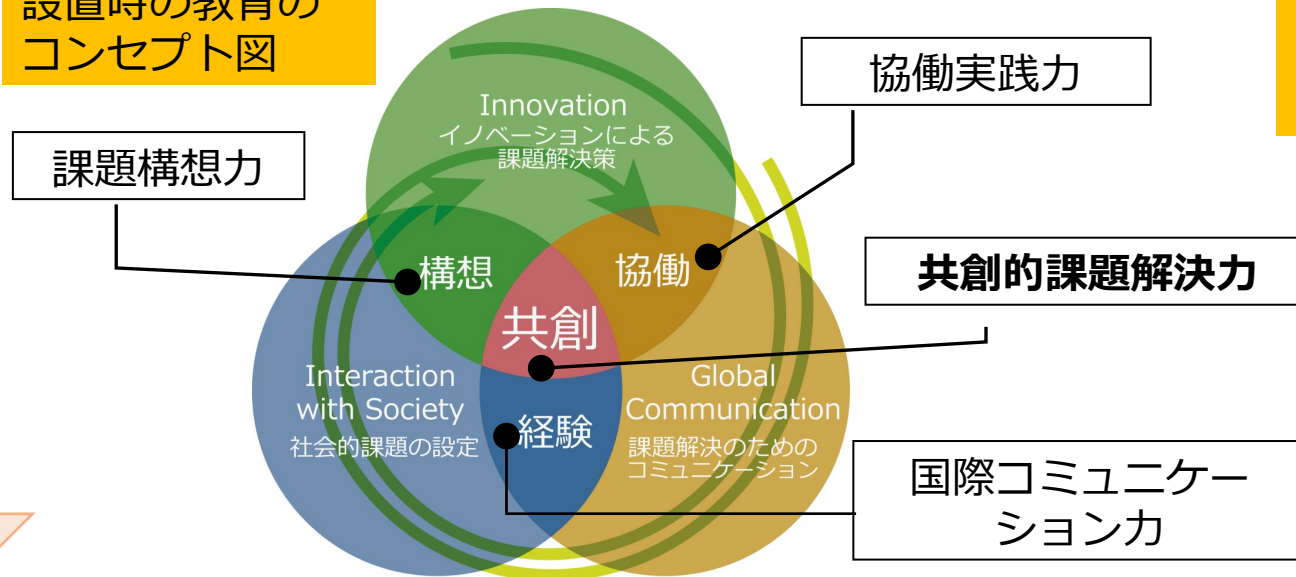 設置時の教育の
コンセプト図
協働実践力
課題構想力
Innovation
イノベーションによる
課題解決策
構想
協働
共創的課題解決力
共創
Interaction
with Society
社会的課題の設定
経験
Global
Communication
課題解決のための
コミュニケーション
国際コミュニケー
ション力